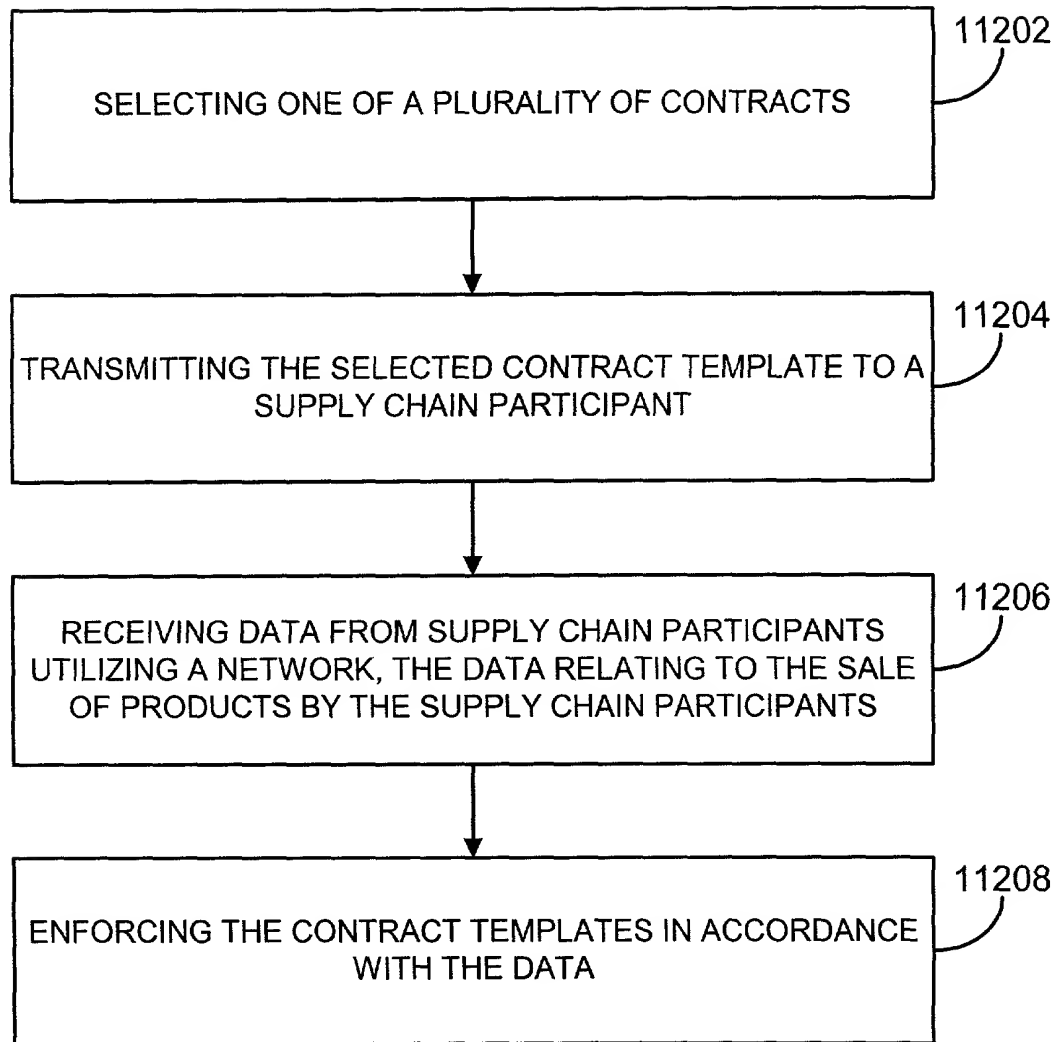 11202
SELECTING ONE OF A PLURALITY OF CONTRACTS
11204
TRANSMITTING THE SELECTED CONTRACT TEMPLATE TO A
SUPPLY CHAIN PARTICIPANT
11206
RECEIVING DATA FROM SUPPLY CHAIN PARTICIPANTS
UTILIZING A NETWORK, THE DATA RELATING TO THE SALE
OF PRODUCTS BY THE SUPPLY CHAIN PARTICIPANTS
11208
ENFORCING THE CONTRACT TEMPLATES IN ACCORDANCE
WITH THE DATA